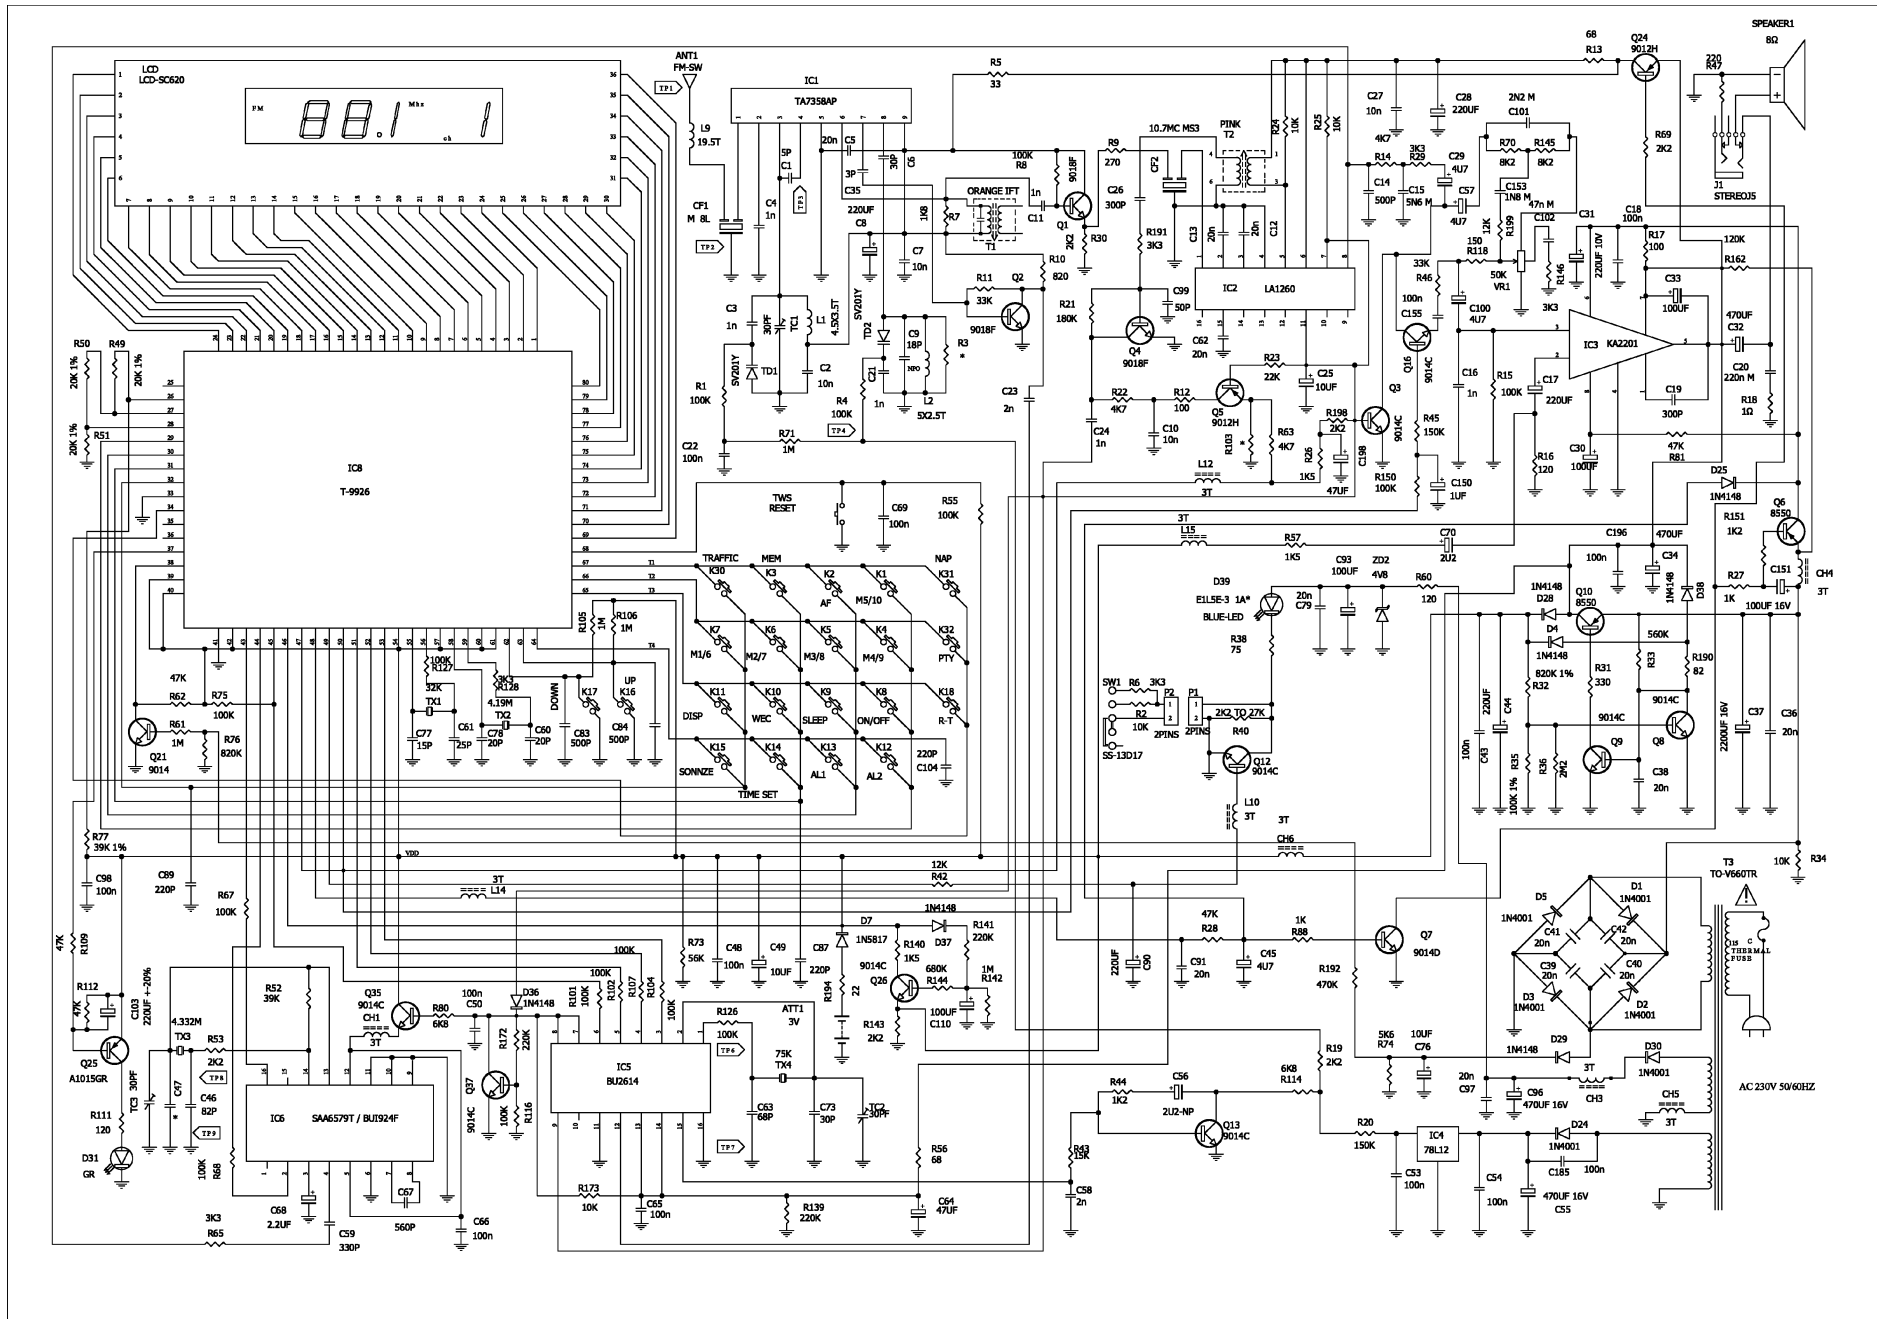 LCD
LCD-SC620
FM
88.1
Mhz
ch
1
TP1
ANT1
FM-SW
L9
19.5T
IC1
TA7358AP
R5
33
68
R13
Q24
9012H
220
R47
SPEAKER1
8Ω
J1
STEREOJ5
CF1
M 8L
TP2
C4
1n
5P
C1
TP3
20n
C5
3P
C35
220UF
C8
30P
C6
1K8
R7
C7
10n
ORANGE IFT
T1
100K
R8
1n
C11
9018F
Q1
2K2
R30
R9
270
C26
300P
R191
3K3
10.7MC MS3
CF2
PINK
T2
R24
10K
R25
10K
C27
10n
C28
220UF
4K7
R14
3K3
R29
C29
4U7
C14
500P
C15
5N6 M
C57
4U7
2N2 M
C101
R70
8K2
R145
8K2
C153
1N8 M
47n M
C102
R69
2K2
C31
220UF 10V
C18
100n
R17
100
120K
R162
C33
100UF
12K
R199
150
R118
50K
VR1
R146
3K3
C13
20n
20n
C12
IC2
LA1260
33K
R46
100n
C155
C100
4U7
Q16
9014C
IC3
KA2201
470UF
C32
C20
220n M
R18
1Ω
C19
300P
C17
220UF
R15
100K
C16
1n
C3
1n
30PF
TC1
L1
4.5X3.5T
SV201Y
TD1
C2
10n
SV201Y
TD2
C9
18P
NPO
C21
1n
L2
5X2.5T
R3
*
R11
33K
Q2
9018F
R10
820
R21
180K
Q4
9018F
C99
50P
C62
20n
R23
22K
C25
10UF
R22
4K7
R12
100
C10
10n
Q5
9012H
R103
*
R63
4K7
C24
1n
C23
2n
R198
2K2
Q3
9014C
R45
150K
R26
1K5
C198
47UF
R150
100K
C150
1UF
R16
120
C30
100UF
47K
R81
D25
1N4148
Q6
8550
R151
1K2
C151
100UF 16V
R27
1K
CH4
3T
R50
20K 1%
R49
20K 1%
R51
20K 1%
IC8
T-9926
R1
100K
C22
100n
R71
1M
R4
100K
TP4
L12
3T
TWS
RESET
C69
100n
R55
100K
3T
L15
R57
1K5
C70
2U2
C196
100n
470UF
C34
1N4148
D38
TRAFFIC
K30
MEM
K3
K2
AF
K1
M5/10
NAP
K31
K7
M1/6
K6
M2/7
K5
M3/8
K4
M4/9
K32
PTY
K11
DISP
K10
WEC
K9
SLEEP
K8
ON/OFF
K18
R-T
K15
SONNZE
K14
TIME SET
K13
AL1
K12
AL2
220P
C104
T1
T2
T3
T4
R105
1M
R106
1M
DOWN
K17
UP
K16
C83
500P
C84
500P
47K
R62
R75
100K
R61
1M
R76
820K
Q21
9014
100K
R127
32K
TX1
C77
15P
C61
25P
3K3
R128
4.19M
TX2
C78
20P
C60
20P
D39
E1L5E-3 1A*
BLUE-LED
20n
C79
C93
100UF
ZD2
4V8
R60
120
R38
75
SW1
R6
3K3
R2
10K
P2
2PINS
P1
2PINS
SS-13D17
2K2 TO 27K
R40
Q12
9014C
L10
3T
3T
CH6
1N4148
D28
Q10
8550
D4
1N4148
560K
R33
R190
82
820K 1%
R32
R31
330
220UF
C44
100n
C43
R35
100K 1%
R36
2M2
9014C
Q9
Q8
C38
20n
2200UF 16V
C37
C36
20n
10K
R34
R77
39K 1%
C98
100n
C89
220P
VDD
3T
L14
12K
R42
R67
100K
47K
R109
R112
47K
C103
220UF +-20%
Q25
A1015GR
R111
120
D31
GR
TC3
30PF
4.332M
TX3
C47
*
C46
82P
R53
2K2
TP8
TP9
R52
39K
Q35
9014C
CH1
3T
R80
6K8
100n
C50
IC6
SAA6579T / BUI924F
100K
R68
C68
2.2UF
3K3
R65
C59
330P
C67
560P
C66
100n
D36
1N4148
R172
220K
Q37
9014C
100K
R116
IC5
BU2614
100K
R101
100K
100K
R102
R107
R104
100K
R73
56K
C48
100n
C49
10UF
C87
220P
R126
100K
ATT1
3V
TP6
TP7
75K
TX4
C63
68P
C73
30P
TC2
30PF
R173
10K
C65
100n
R139
220K
C64
47UF
R56
68
D7
1N5817
R194
22
1N4148
D37
R140
1K5
9014C
Q26
680K
R144
R141
220K
1M
R142
100UF
C110
R143
2K2
220UF
C90
C91
20n
47K
R28
C45
4U7
1K
R88
Q7
9014D
R192
470K
R44
1K2
C56
2U2-NP
Q13
9014C
6K8
R114
R19
2K2
R43
15K
C58
2n
R20
150K
IC4
78L12
C53
100n
C54
100n
5K6
R74
10UF
C76
1N4148
D29
20n
C97
C96
470UF 16V
3T
CH3
D30
1N4001
CH5
3T
D24
1N4001
C185
100n
470UF 16V
C55
D5
1N4001
D1
1N4001
C41
20n
C42
20n
C39
20n
C40
20n
D3
1N4001
D2
1N4001
T3
TO-V660TR
115 C
THERMAL
FUSE
AC 230V 50/60HZ